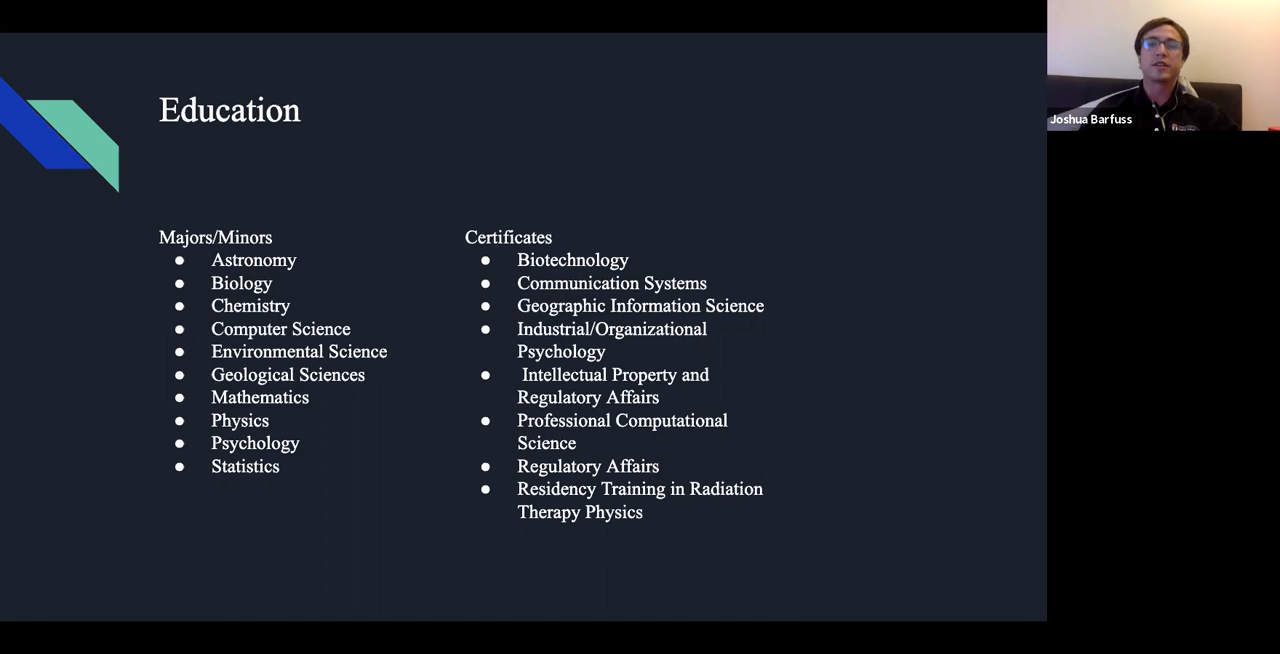 Education
Majors/Minors
● Astronomy
● Biology
● Chemistry
● Computer Science
● Environmental Science
● Geological Sciences
● Mathematics
● Physics
● Psychology
● Statistics
Certificates
● Biotechnology
● Communication Systems
● Geographic Information Science
● Industrial/Organizational
Psychology
● Intellectual Property and
Regulatory Affairs
● Professional Computational
Science
● Regulatory Affairs
● Residency Training in Radiation
Therapy Physics
Joshua Barfuss